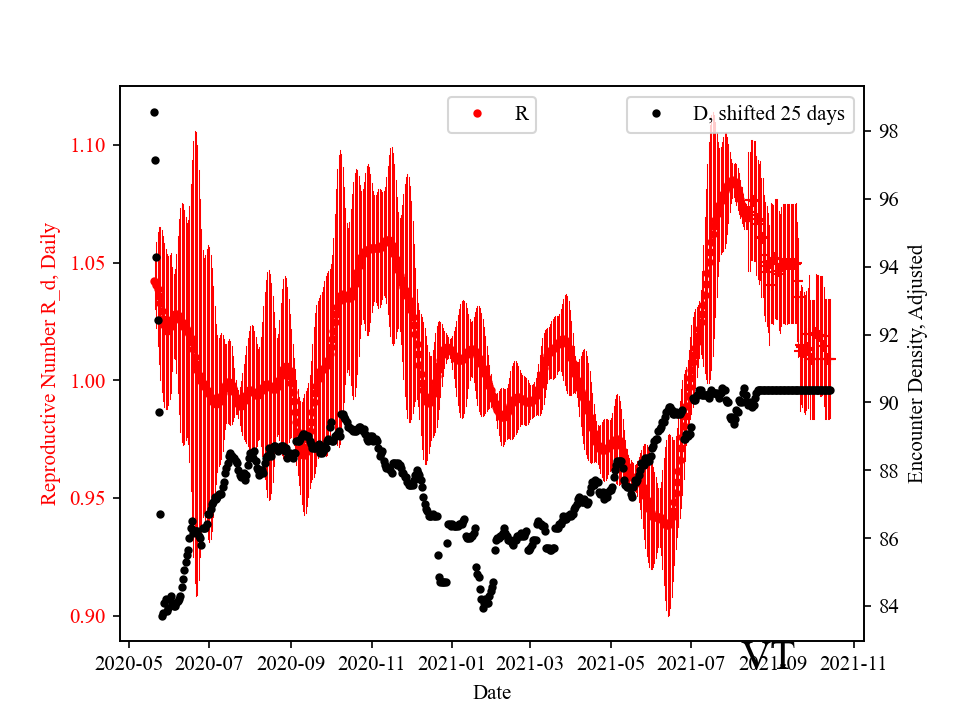 R
D, shifted 25 days
Reproductive Number R_d, Daily
1.10
1.05
1.00
0.95
0.90
98
96
94
92
90
88
86
84
Encounter Density, Adjusted
2020-05 2020-07 2020-09 2020-11 2021-01 2021-03 2021-05 2021-07 2021-09 2021-11
VT
Date